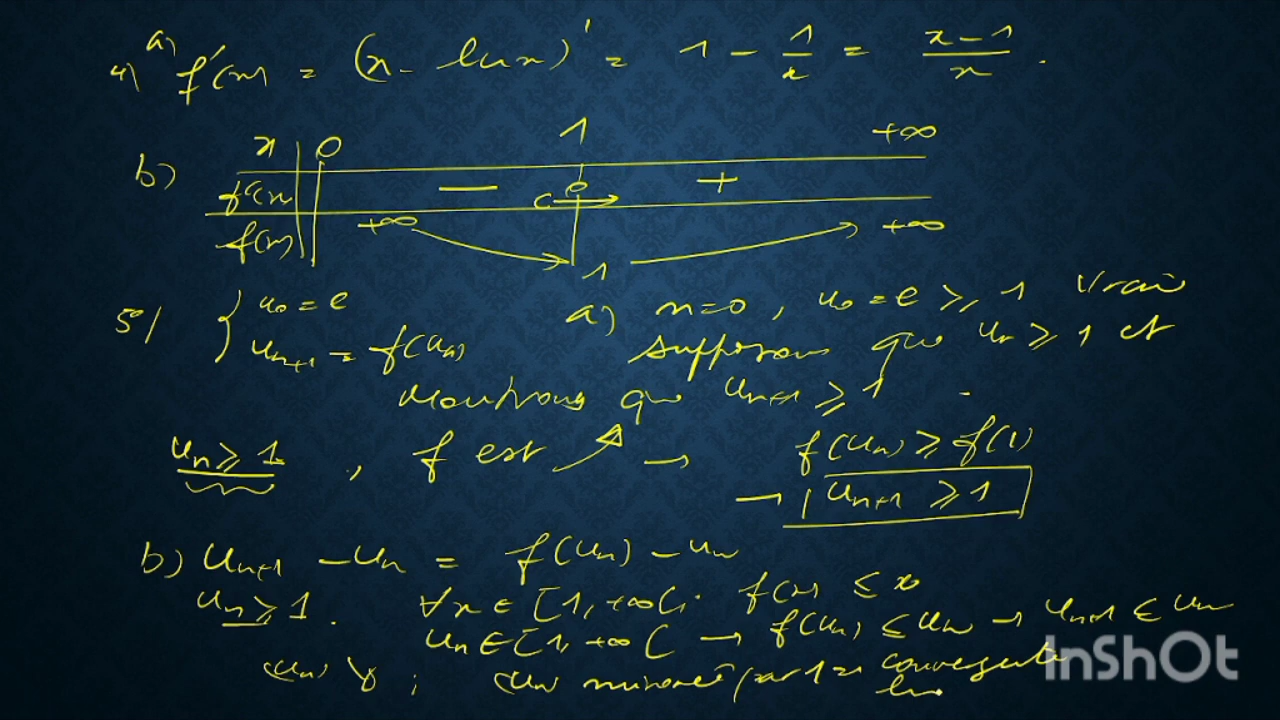 4) a) f'(x) = (x - lnx)' = 1 - 1/x = x-1/x .
b) x 0 1 +∞
f'(x) - 0 +
f(x) +∞ 1 +∞
5/ { u₀ = e a) n=0, u₀ = e ⩾ 1 Vraie
uₙ₊₁ = f(uₙ) supposons que uₙ ⩾ 1 et
montrons que uₙ₊₁ ⩾ 1 .
uₙ ⩾ 1 , f est ↗ → f(uₙ) ⩾ f(1)
→ uₙ₊₁ ⩾ 1
b) uₙ₊₁ - uₙ = f(uₙ) - uₙ
uₙ ⩾ 1 . ∀x ∈ [1, +∞[, f(x) ≤ x
uₙ ∈ [1, +∞[ → f(uₙ) ≤ uₙ → uₙ₊₁ ≤ uₙ
(uₙ) ↘ ; (uₙ) minorée par 1 ⇒ convergente
InShOt